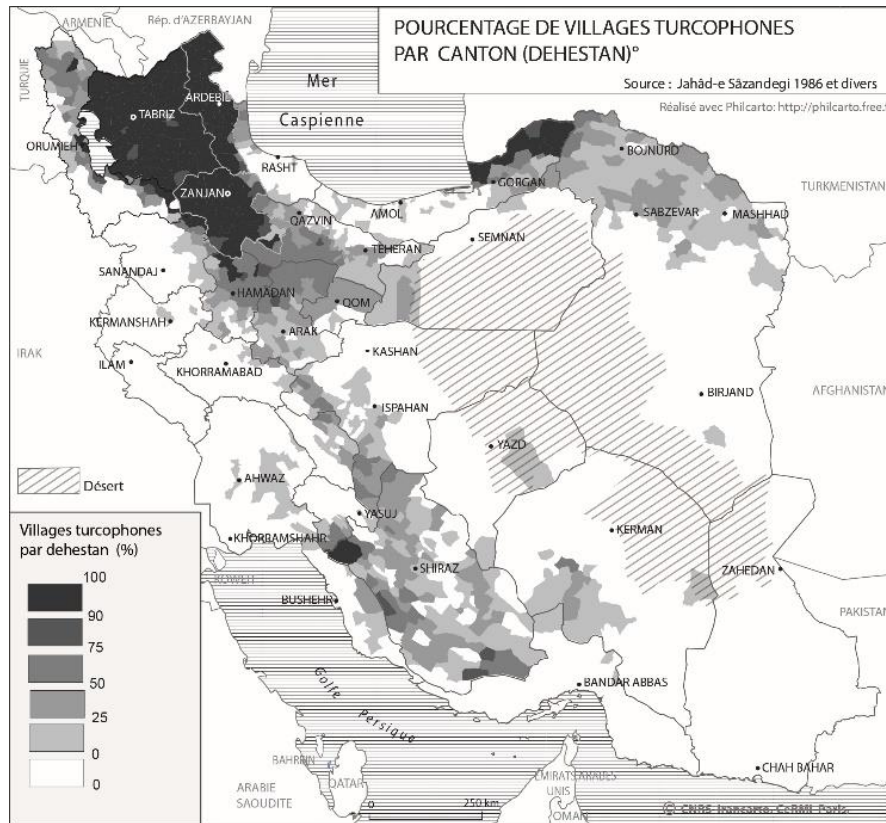 POURCENTAGE DE VILLAGES TURCOPHONES
PAR CANTON (DEHESTAN)°
Source : Jahâd-e Sāzandegi 1986 et divers
Réalisé avec Philcarto: http://philcarto.free.f
ARMENIE
Rép. d'AZERBAYJAN
TURQUIE
Mer
Caspienne
ARDEBIL
TABRIZ
ORUMIEH
RASHT
BOJNURD
ZANJAN
GORGAN
TURKMENISTAN
QAZVIN
AMOL
SABZEVAR
MASHHAD
SEMNAN
TEHERAN
SANANDAJ
HAMADAN
QOM
KERMANSHAH
ARAK
IRAK
KASHAN
ILAM
KHORRAMABAD
AFGHANISTAN
BIRJAND
ISPAHAN
YAZD
AHWAZ
Désert
YASUJ
KERMAN
Villages turcophones
par dehestan (%)
KHORRAMSHAHR
SHIRAZ
ZAHEDAN
KOWEIT
100
90
75
50
25
0
0
BUSHEHR
PAKISTAN
Golfe
Persique
BANDAR ABBAS
BAHRRIN
QATAR
EMIRATS ARABES
UNIS
CHAH BAHAR
ARABIE
SAOUDITE
0
250 km
OMAN
© CNRS-Irancarto, CeRMI-Paris.